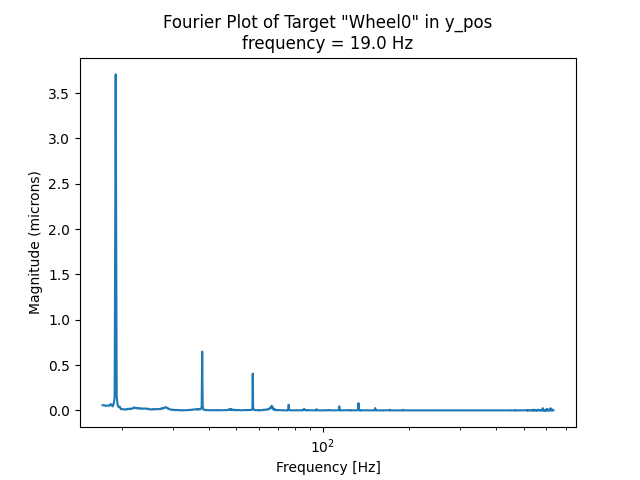 Fourier Plot of Target "Wheel0" in y_pos
frequency = 19.0 Hz
Magnitude (microns)
3.5
3.0
2.5
2.0
1.5
1.0
0.5
0.0
10²
Frequency [Hz]